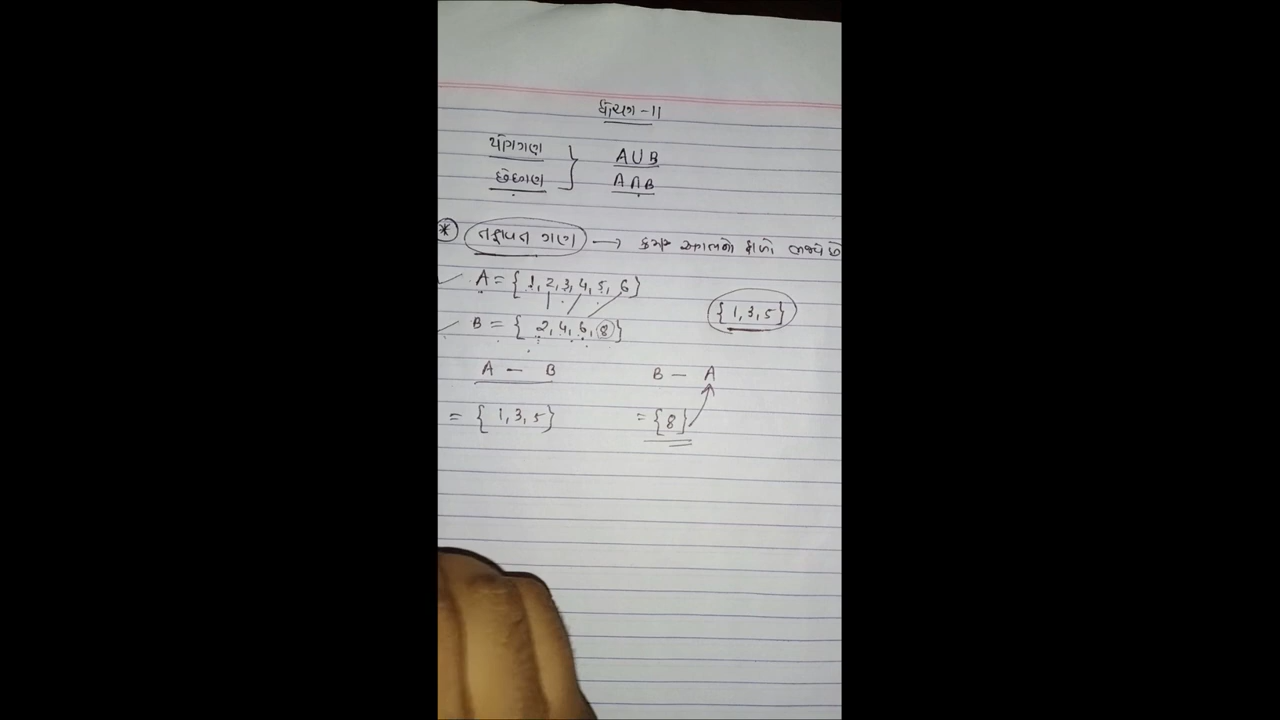 ધોરણ -11
યોગગણ } A∪B
છેદગણ A∩B
* તફાવત ગણ →
A = { 1, 2, 3, 4, 5, 6 }
{ 1, 3, 5 }
B = { 2, 4, 6, 8 }
A - B B - A
= { 1, 3, 5 } = { 8 }